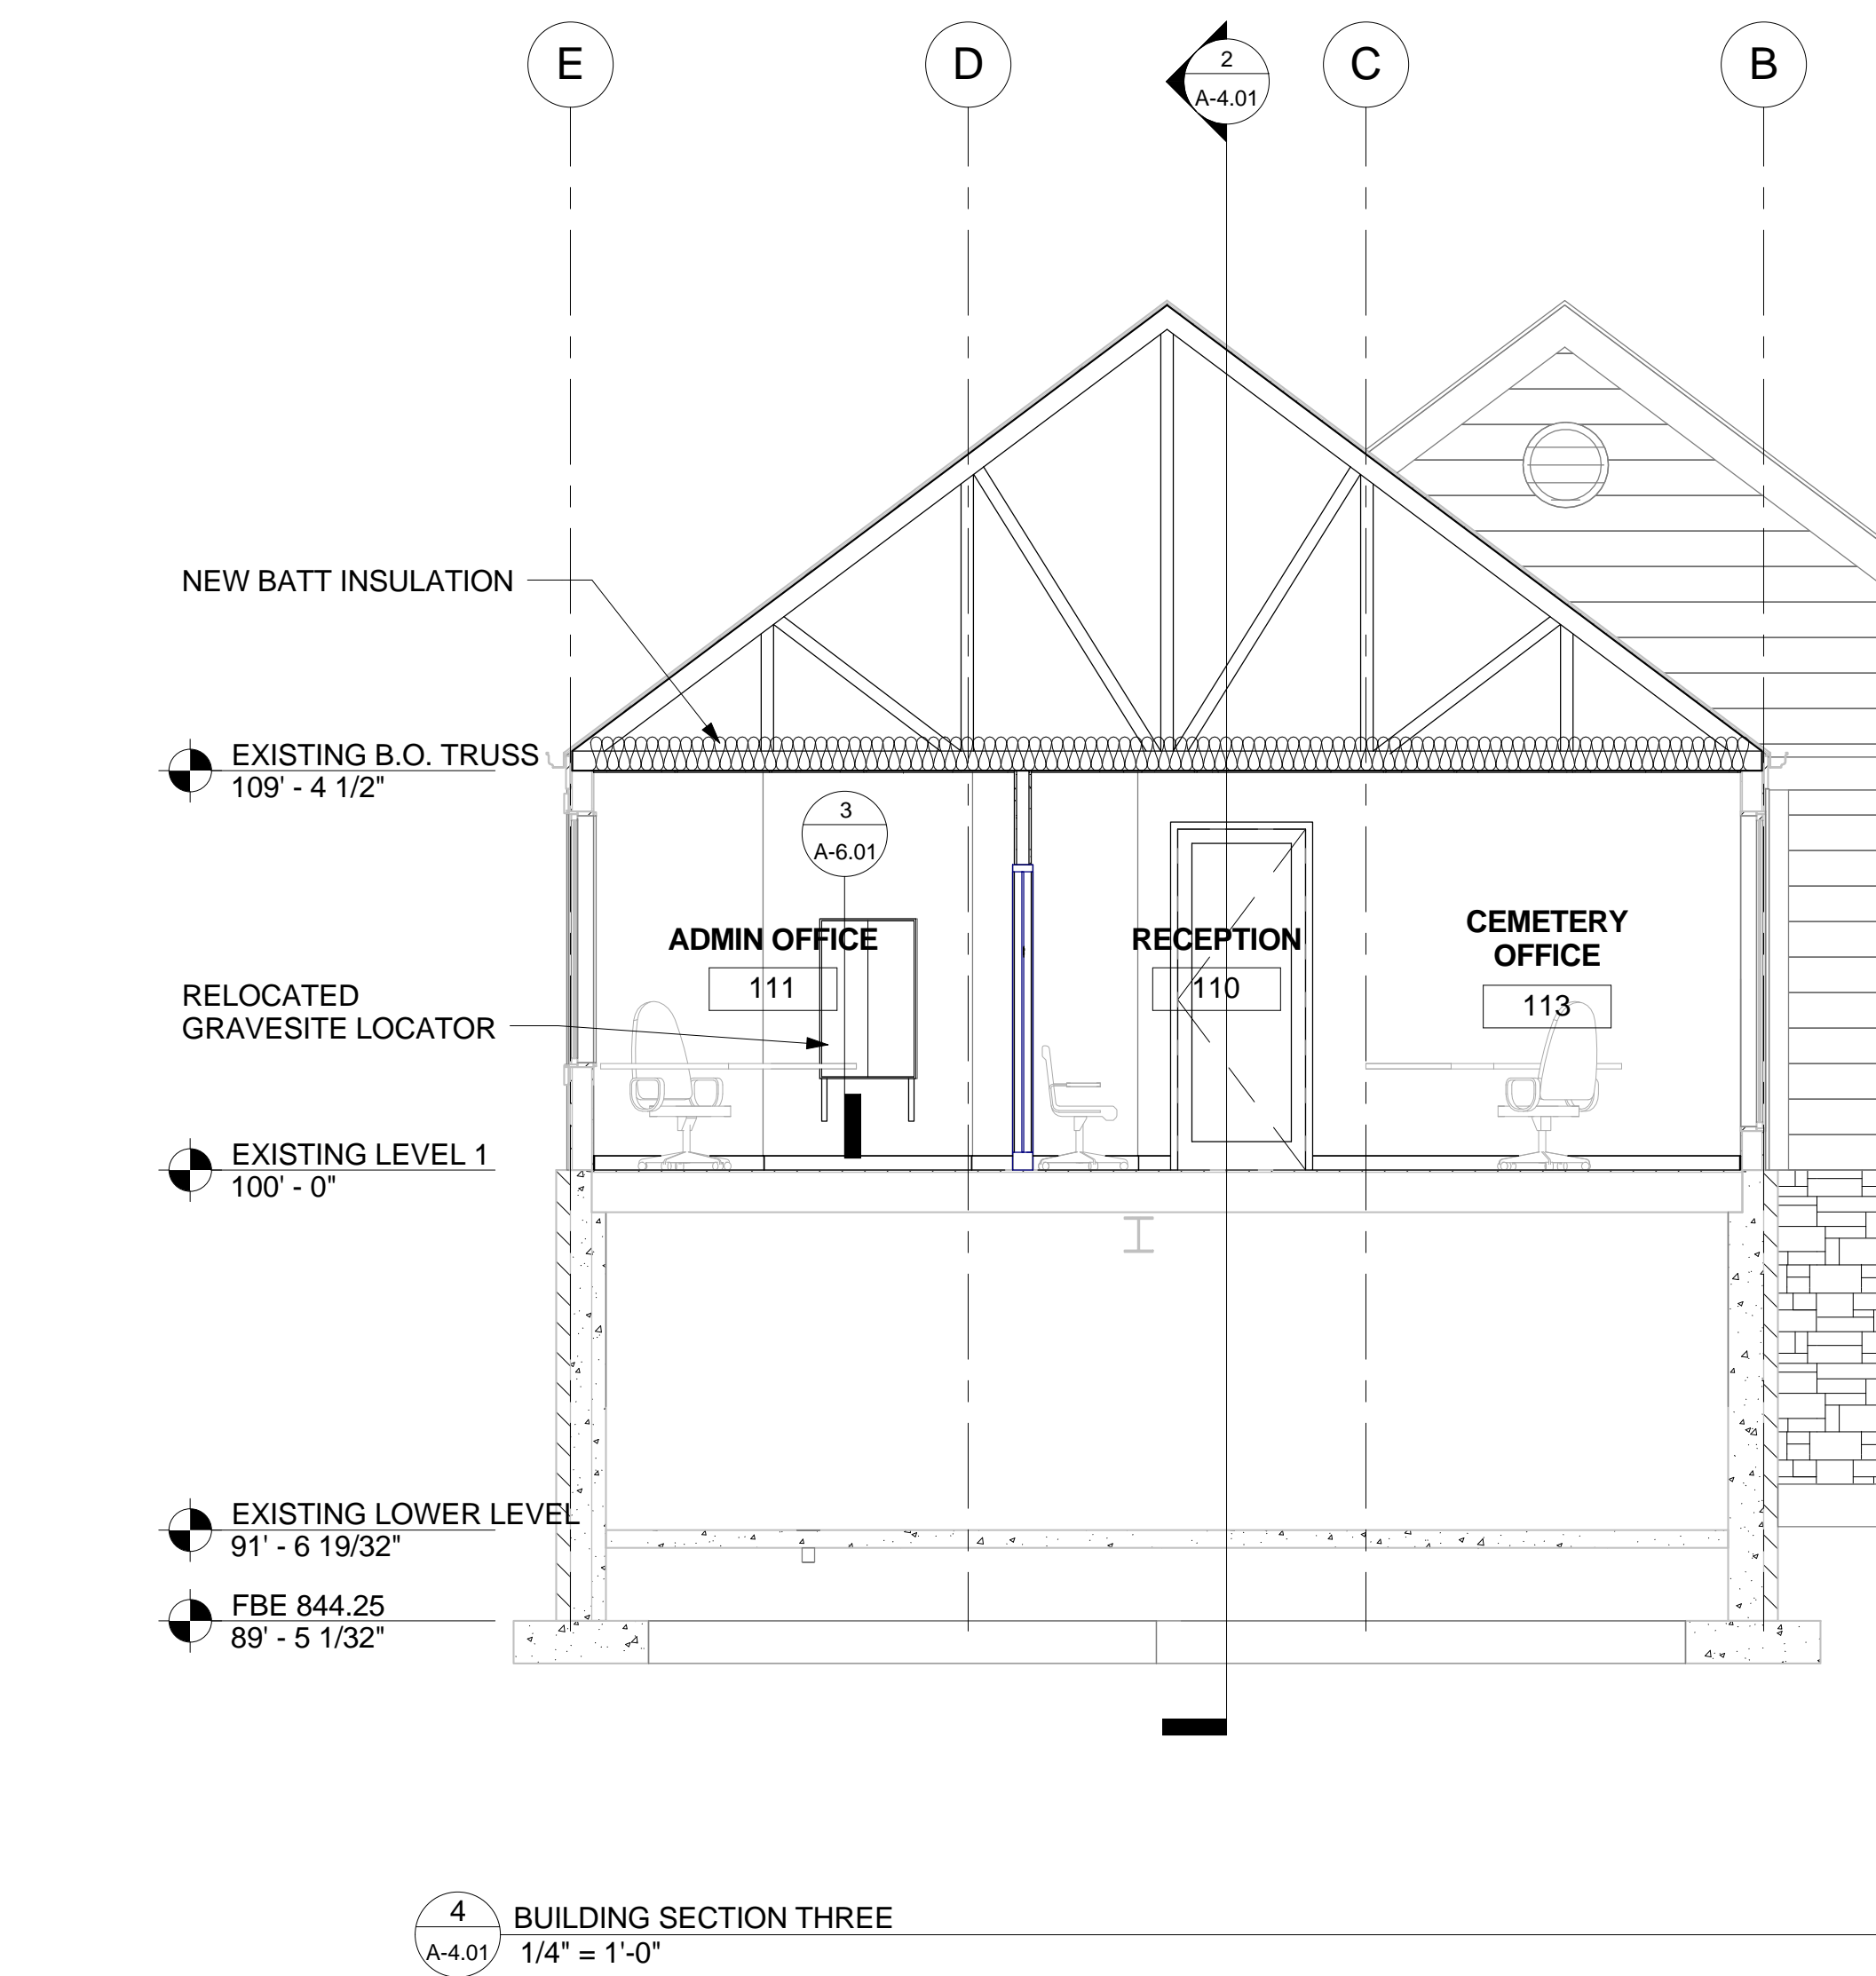 E
D
2
A-4.01
C
B
NEW BATT INSULATION
EXISTING B.O. TRUSS
109' - 4 1/2"
3
A-6.01
ADMIN OFFICE
111
RECEPTION
110
CEMETERY
OFFICE
113
RELOCATED
GRAVESITE LOCATOR
EXISTING LEVEL 1
100' - 0"
EXISTING LOWER LEVEL
91' - 6 19/32"
FBE 844.25
89' - 5 1/32"
4
A-4.01
BUILDING SECTION THREE
1/4" = 1'-0"